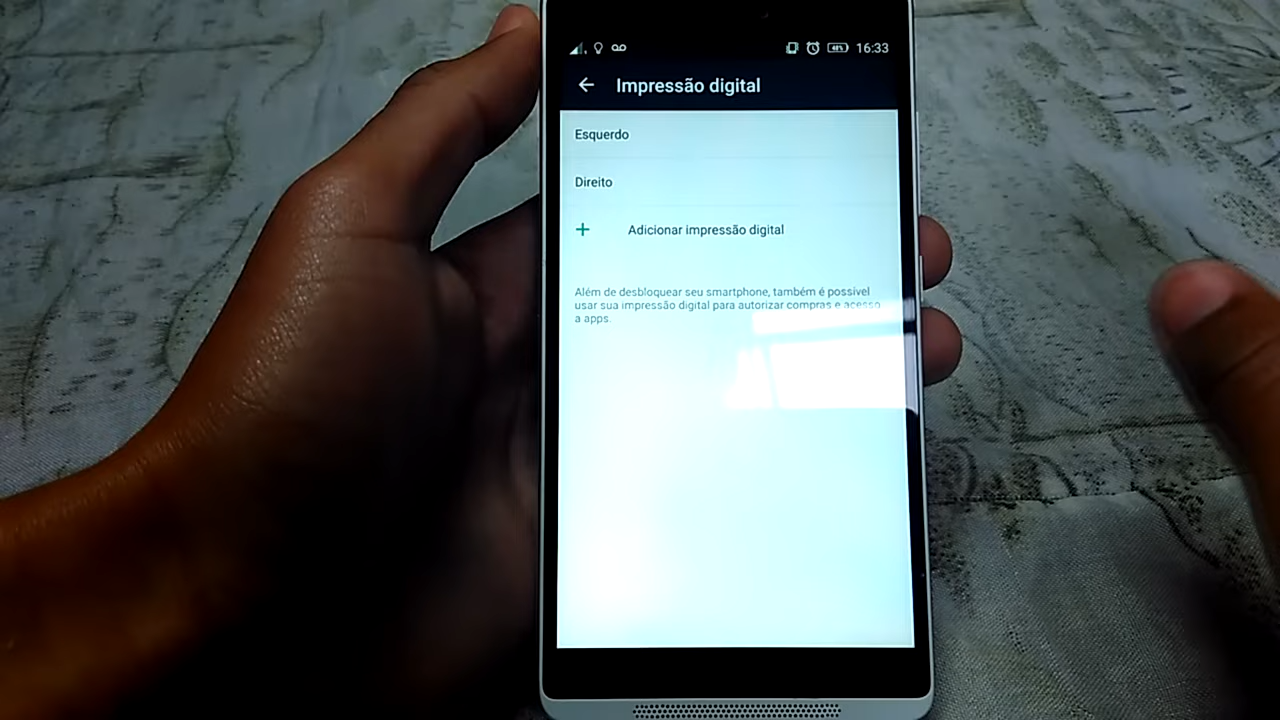 48% 16:33
Impressão digital
Esquerdo
Direito
+ Adicionar impressão digital
Além de desbloquear seu smartphone, também é possível
usar sua impressão digital para autorizar compras e acesso
a apps.